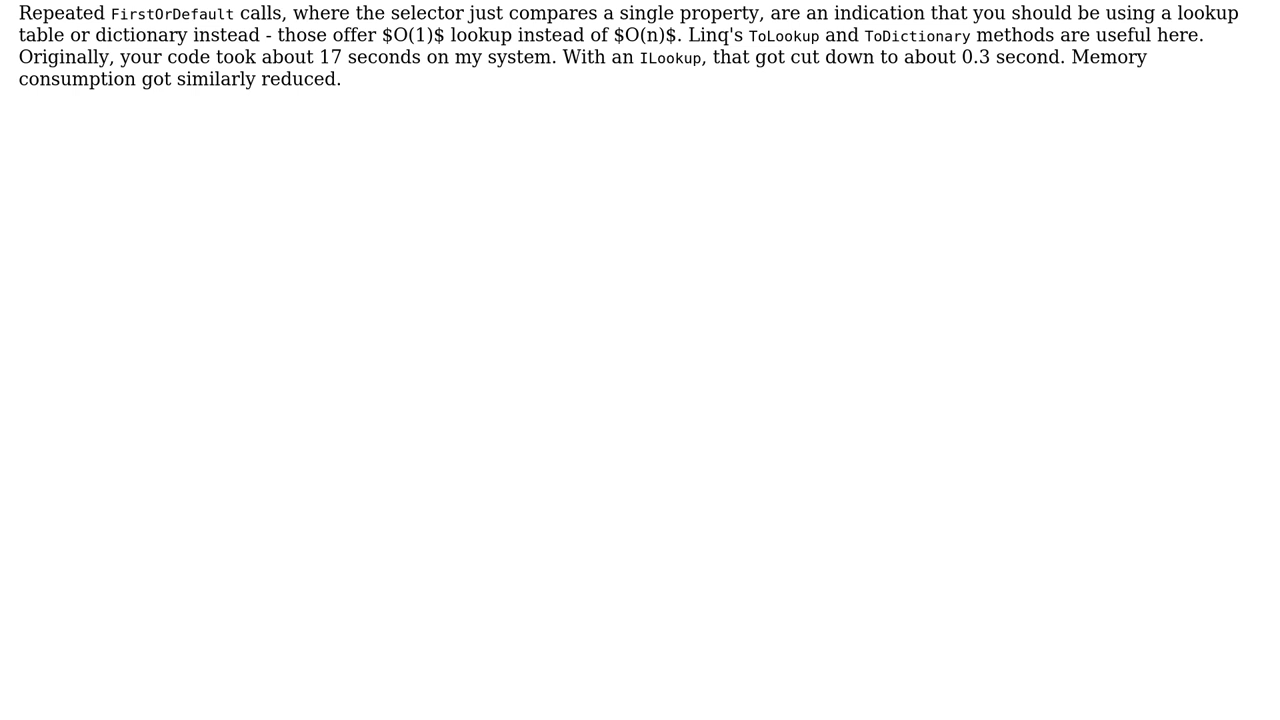 Repeated FirstOrDefault calls, where the selector just compares a single property, are an indication that you should be using a lookup
table or dictionary instead - those offer $O(1)$ lookup instead of $O(n)$. Linq's ToLookup and ToDictionary methods are useful here.
Originally, your code took about 17 seconds on my system. With an ILookup, that got cut down to about 0.3 second. Memory
consumption got similarly reduced.